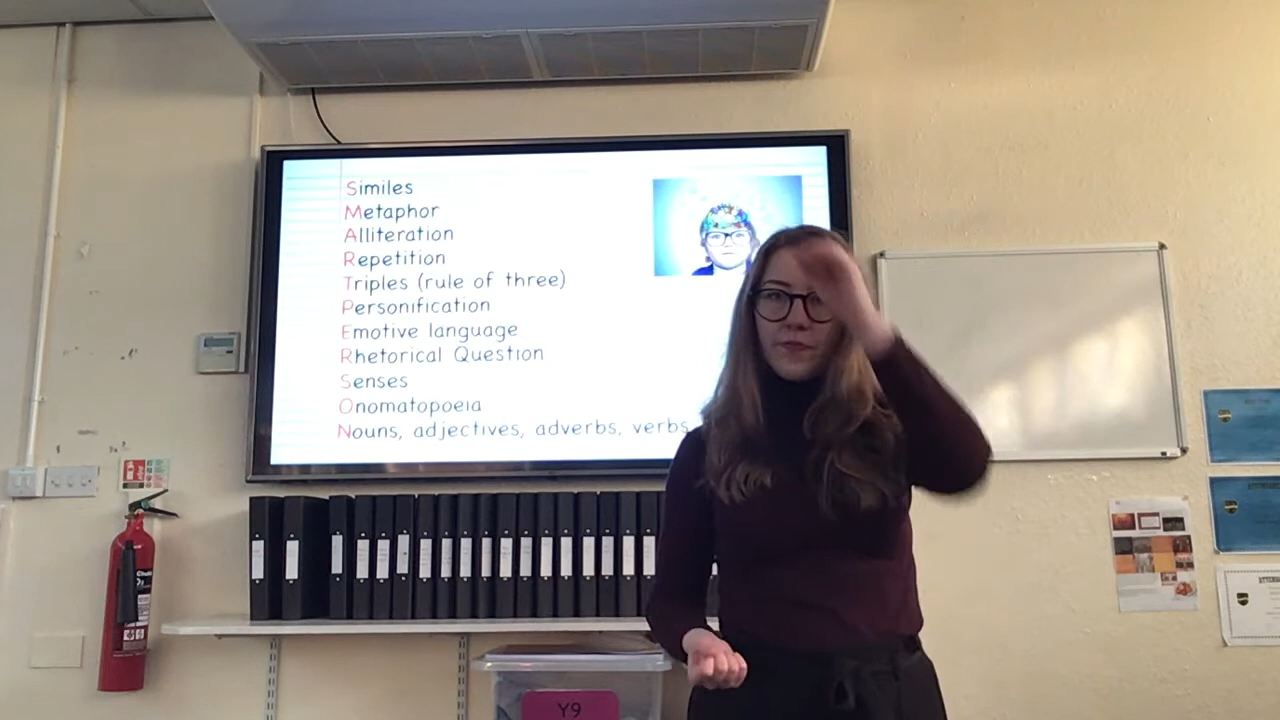 Similes
Metaphor
Alliteration
Repetition
Triples (rule of three)
Personification
Emotive language
Rhetorical Question
Senses
Onomatopoeia
Nouns, adjectives, adverbs, verbs
Y9